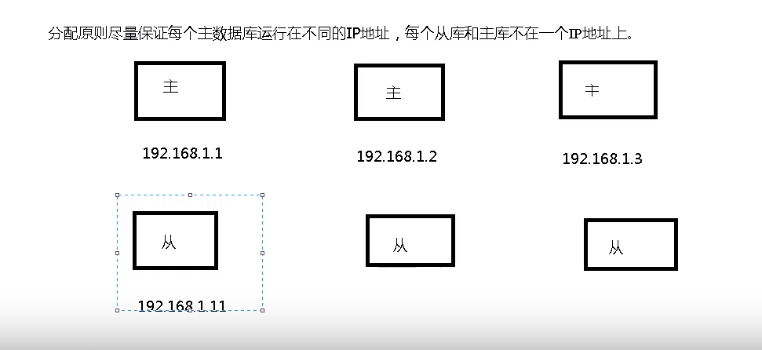 分配原则尽量保证每个主数据库运行在不同的IP地址，每个从库和主库不在一个IP地址上。
主
主
主
192.168.1.1
192.168.1.2
192.168.1.3
从
从
从
192.168.1.11